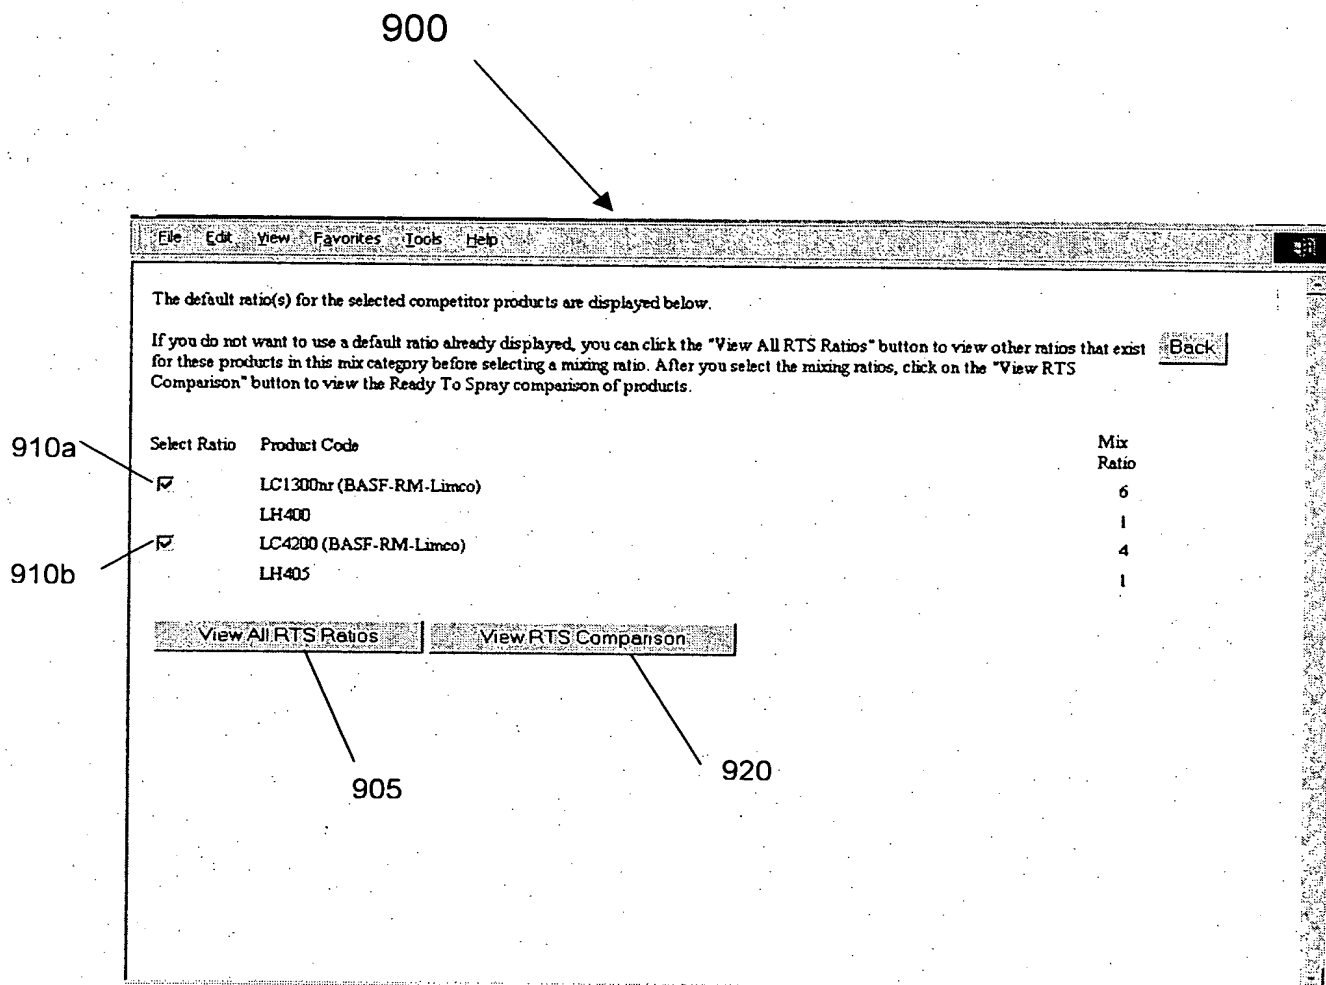 900
File Edit View Favorites Tools Help
The default ratio(s) for the selected competitor products are displayed below.
If you do not want to use a default ratio already displayed, you can click the "View All RTS Ratios" button to view other ratios that exist
for these products in this mix category before selecting a mixing ratio. After you select the mixing ratios, click on the "View RTS
Comparison" button to view the Ready To Spray comparison of products.
Back
Select Ratio Product Code Mix
Ratio
910a
LC1300nr (BASF-RM-Limco) 6
LH400 1
LC4200 (BASF-RM-Limco) 4
910b
LH405 1
View All RTS Ratios View RTS Comparison
905
920